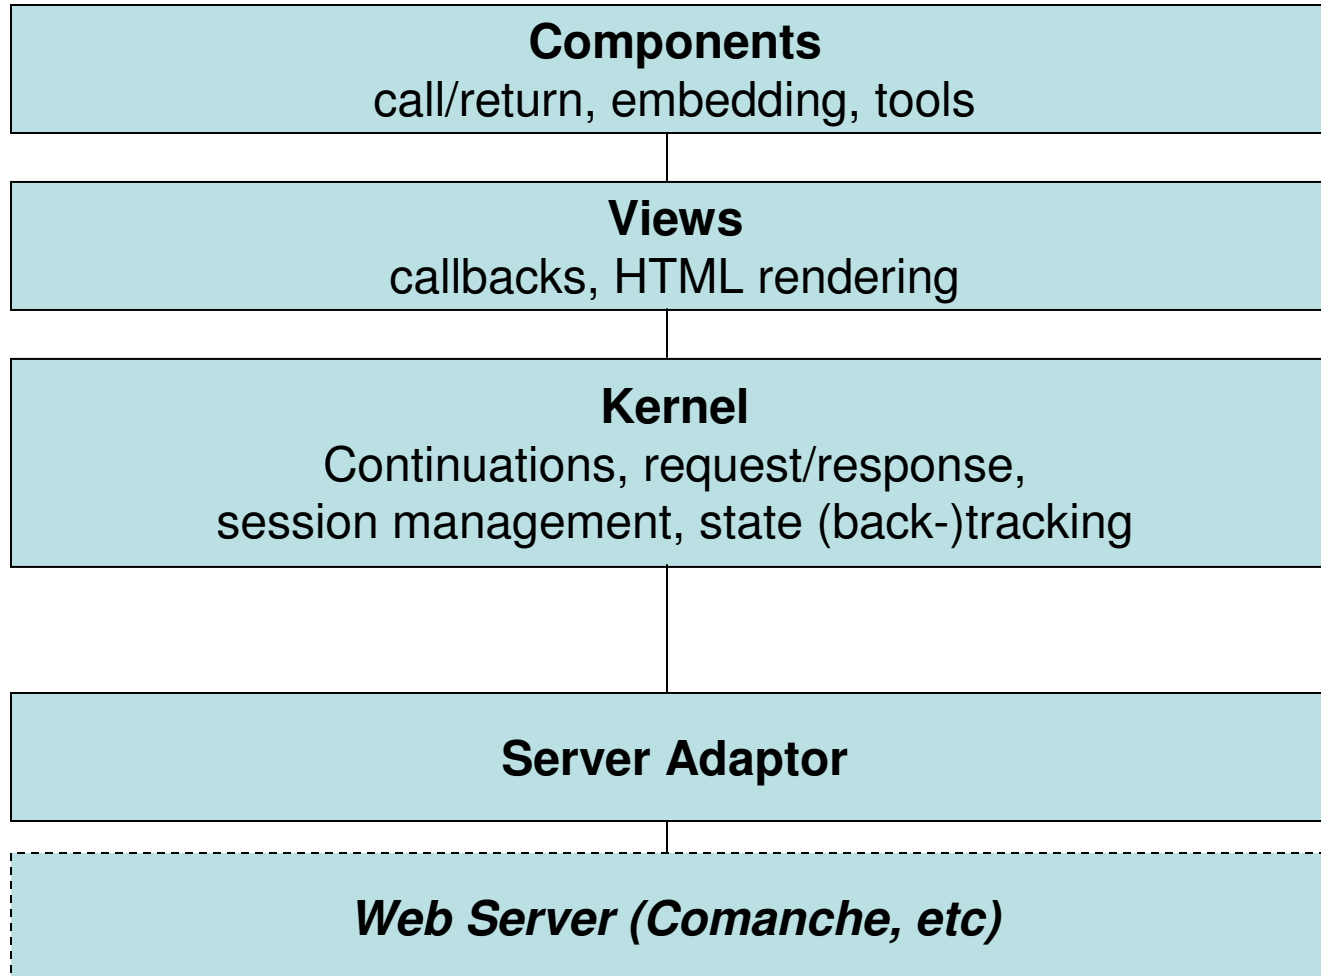 Components
call/return, embedding, tools
Views
callbacks, HTML rendering
Kernel
Continuations, request/response,
session management, state (back-)tracking
Server Adaptor
Web Server (Comanche, etc)